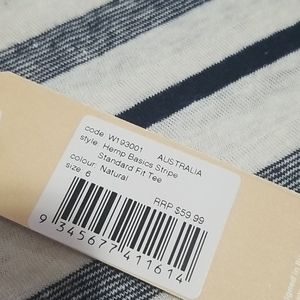 code: W193001 AUSTRALIA
style: Hemp Basics Stripe
Standard Fit Tee
colour: Natural
size: 6
RRP $59.99
9 345677 411614